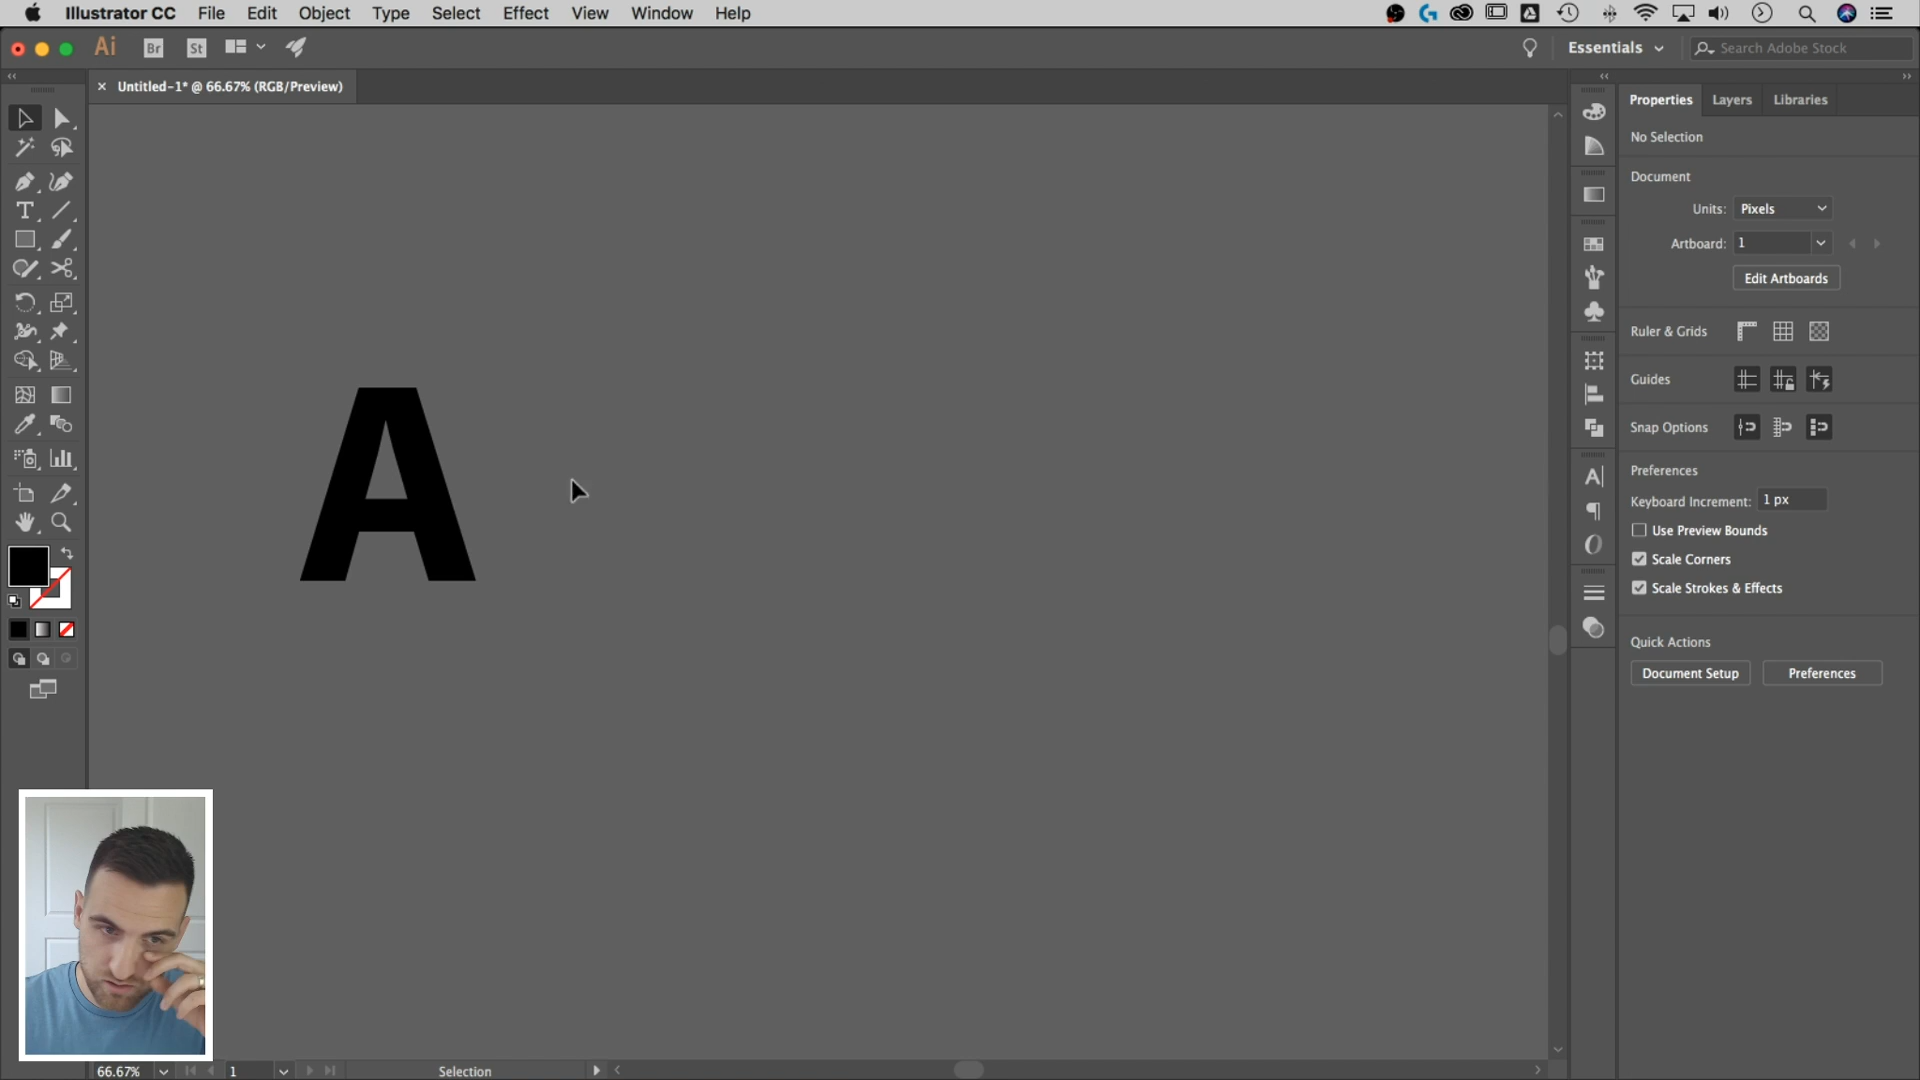 Illustrator CC File Edit Object Type Select Effect View Window Help
Ai Br St Essentials Search Adobe Stock
× Untitled-1* @ 66.67% (RGB/Preview)
Properties Layers Libraries
No Selection
Document
Units: Pixels
Artboard: 1
Edit Artboards
Ruler & Grids
Guides
Snap Options
Preferences
Keyboard Increment: 1 px
Use Preview Bounds
Scale Corners
Scale Strokes & Effects
Quick Actions
Document Setup Preferences
A
66.67% 1 Selection